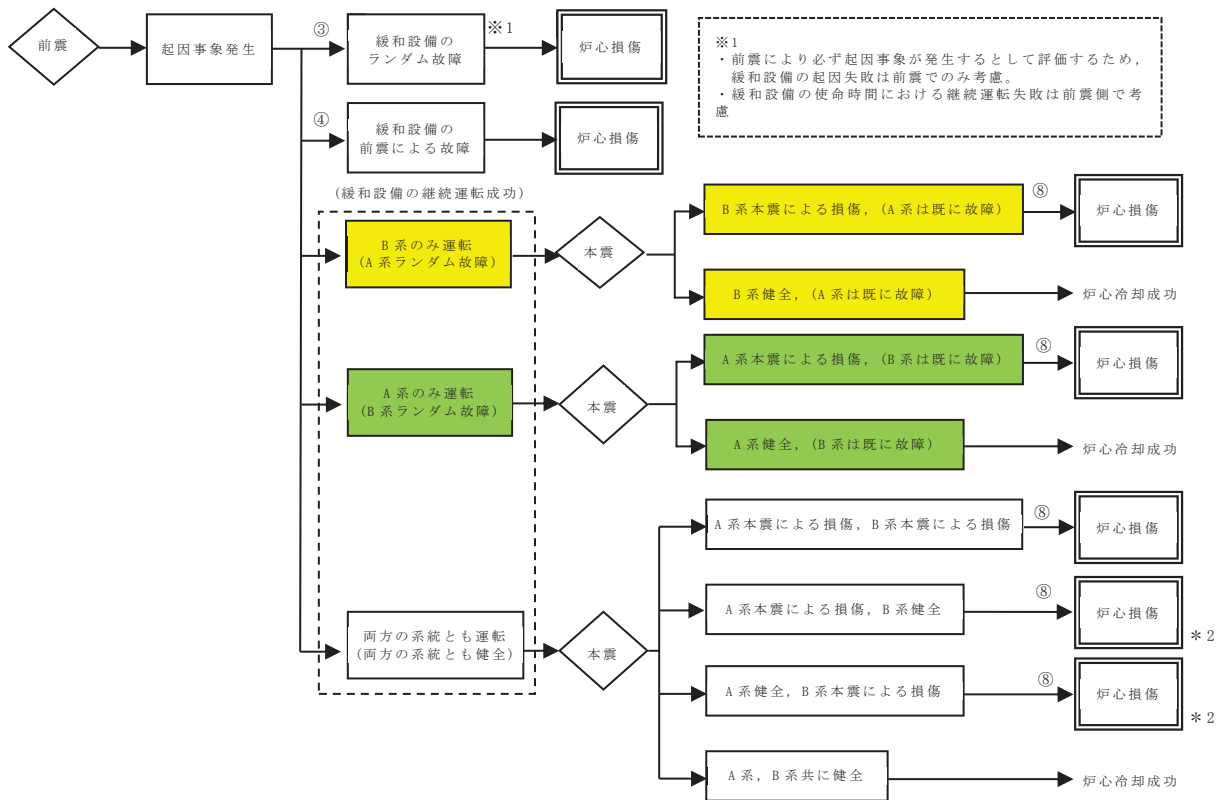 前震
起因事象発生
③
緩和設備の
ランダム故障
※1
炉心損傷
※1
・前震により必ず起因事象が発生するとして評価するため，
緩和設備の起因失敗は前震でのみ考慮。
・緩和設備の使命時間における継続運転失敗は前震側で考
慮
④
緩和設備の
前震による故障
炉心損傷
(緩和設備の継続運転成功)
B系のみ運転
(A系ランダム故障)
本震
B系本震による損傷，(A系は既に故障)
⑧
炉心損傷
B系健全，(A系は既に故障)
炉心冷却成功
A系のみ運転
(B系ランダム故障)
本震
A系本震による損傷，(B系は既に故障)
⑧
炉心損傷
A系健全，(B系は既に故障)
炉心冷却成功
両方の系統とも運転
(両方の系統とも健全)
本震
A系本震による損傷，B系本震による損傷
⑧
炉心損傷
A系本震による損傷，B系健全
⑧
炉心損傷
＊2
A系健全，B系本震による損傷
⑧
炉心損傷
＊2
A系，B系共に健全
炉心冷却成功